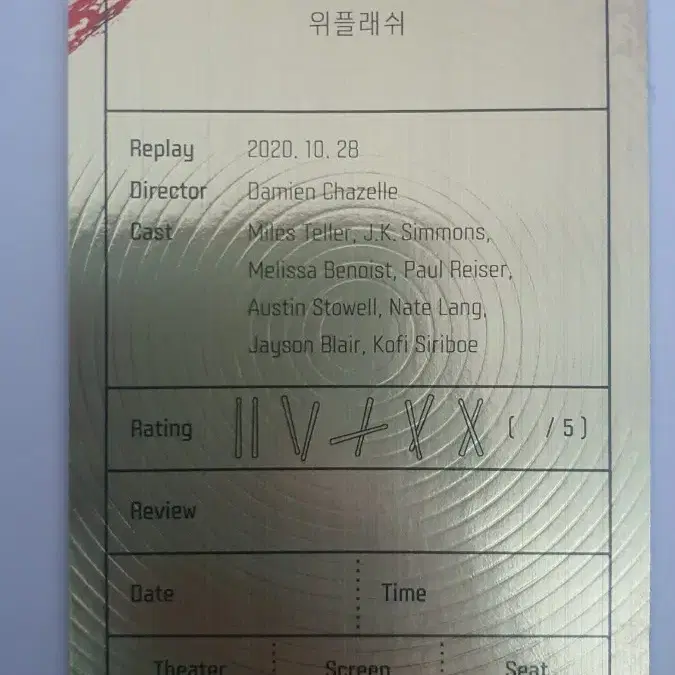 위플래쉬
Replay 2020. 10. 28
Director Damien Chazelle
Cast Miles Teller, J.K. Simmons,
Melissa Benoist, Paul Reiser,
Austin Stowell, Nate Lang,
Jayson Blair, Kofi Siriboe
Rating ( / 5 )
Review
Date Time
Theater Screen Seat